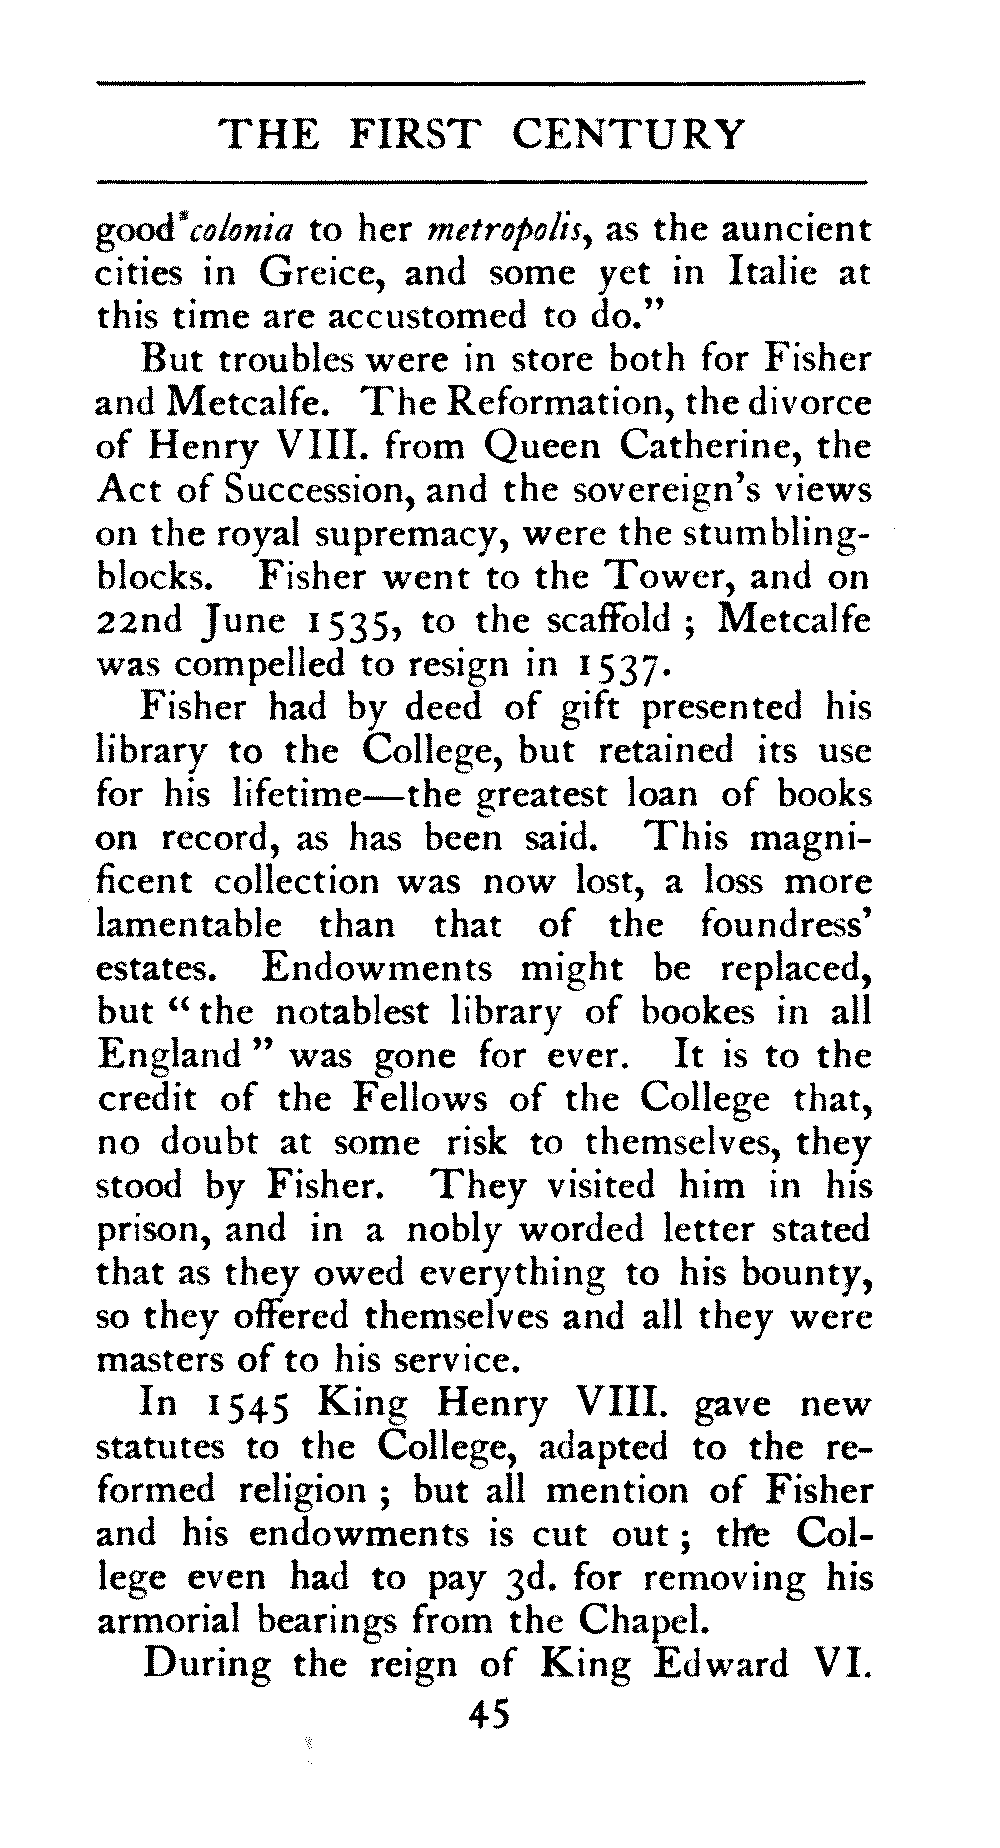 THE FIRST CENTURY
good colonia to her metropolis, as the auncient
cities in Greice, and some yet in Italie at
this time are accustomed to do.”
But troubles were in store both for Fisher
and Metcalfe. The Reformation, the divorce
of Henry VIII. from Queen Catherine, the
Act of Succession, and the sovereign’s views
on the royal supremacy, were the stumbling-
blocks. Fisher went to the Tower, and on
22nd June 1535, to the scaffold ; Metcalfe
was compelled to resign in 1537.
Fisher had by deed of gift presented his
library to the College, but retained its use
for his lifetime—the greatest loan of books
on record, as has been said. This magni-
ficent collection was now lost, a loss more
lamentable than that of the foundress’
estates. Endowments might be replaced,
but “ the notablest library of bookes in all
England ” was gone for ever. It is to the
credit of the Fellows of the College that,
no doubt at some risk to themselves, they
stood by Fisher. They visited him in his
prison, and in a nobly worded letter stated
that as they owed everything to his bounty,
so they offered themselves and all they were
masters of to his service.
In 1545 King Henry VIII. gave new
statutes to the College, adapted to the re-
formed religion ; but all mention of Fisher
and his endowments is cut out ; the Col-
lege even had to pay 3d. for removing his
armorial bearings from the Chapel.
During the reign of King Edward VI.
45